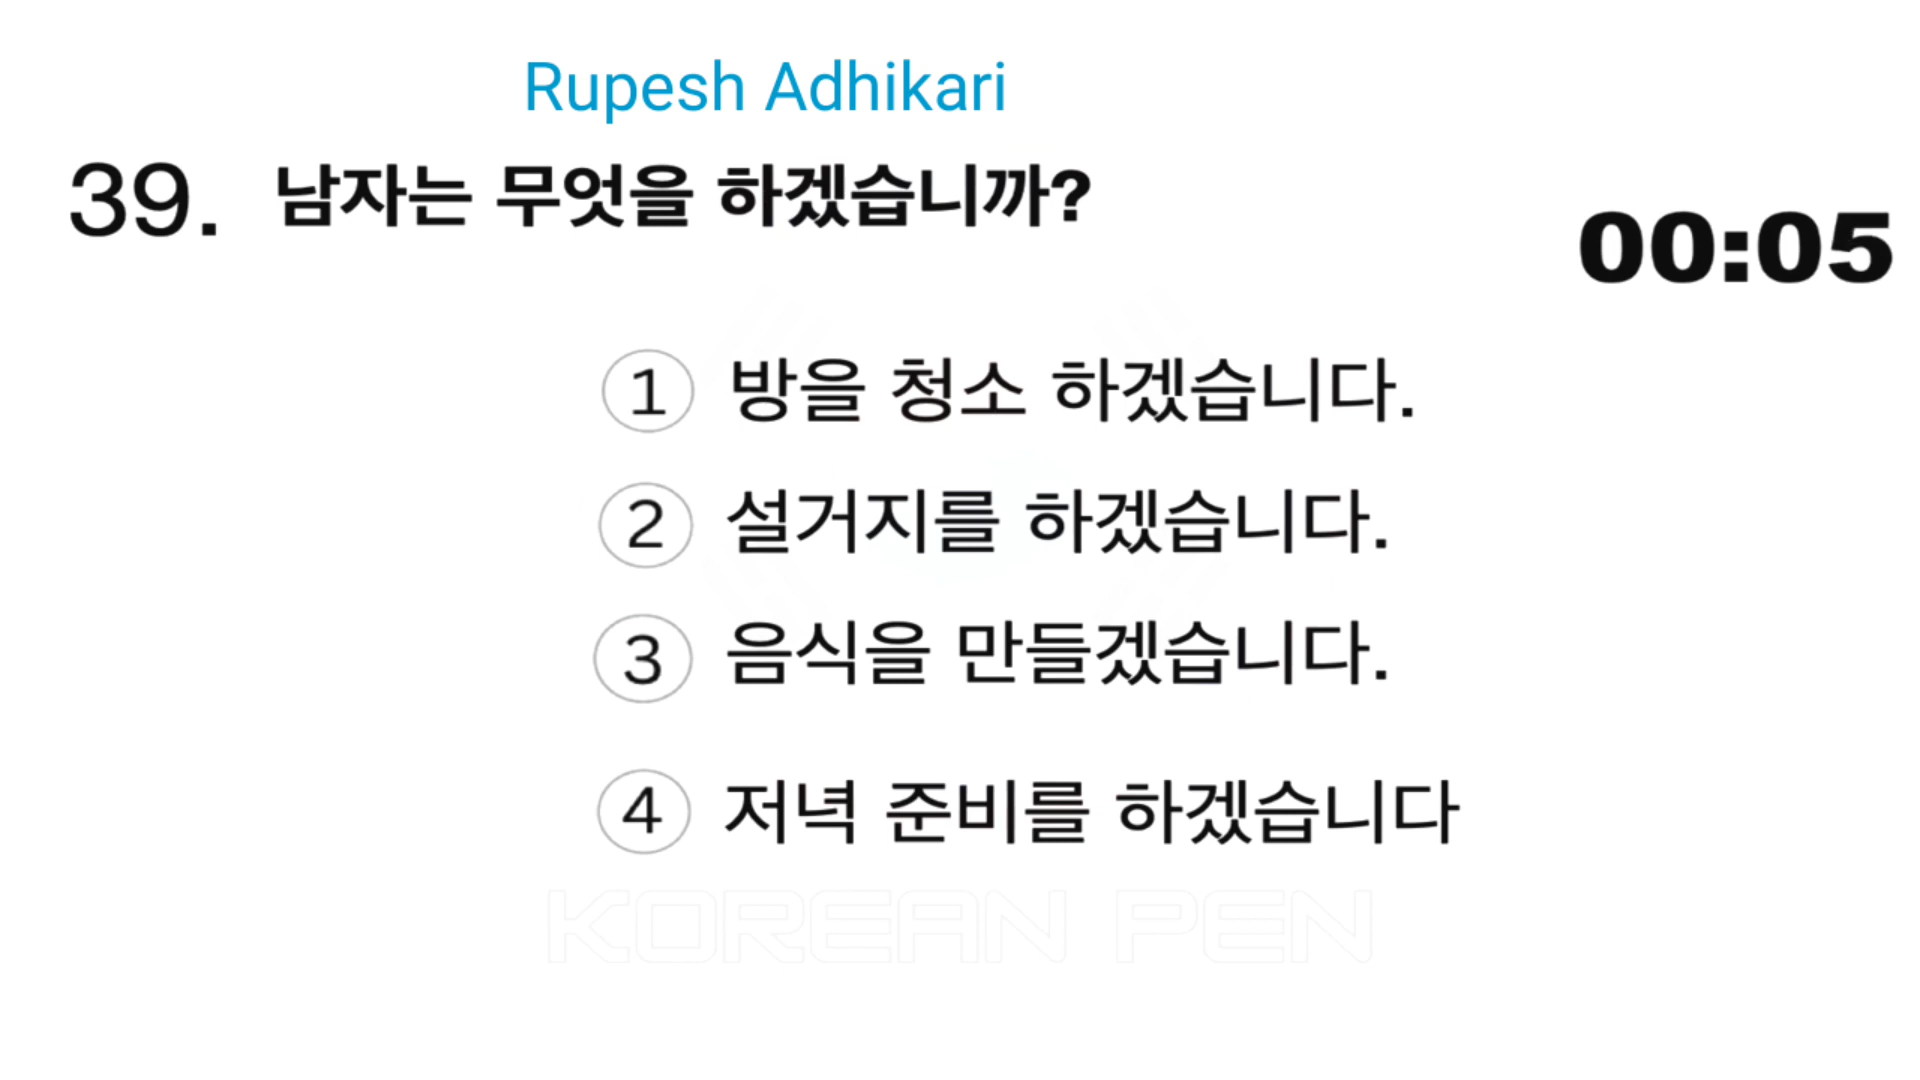 Rupesh Adhikari
39. 남자는 무엇을 하겠습니까?
00:05
1 방을 청소 하겠습니다.
2 설거지를 하겠습니다.
3 음식을 만들겠습니다.
4 저녁 준비를 하겠습니다
KOREAN PEN